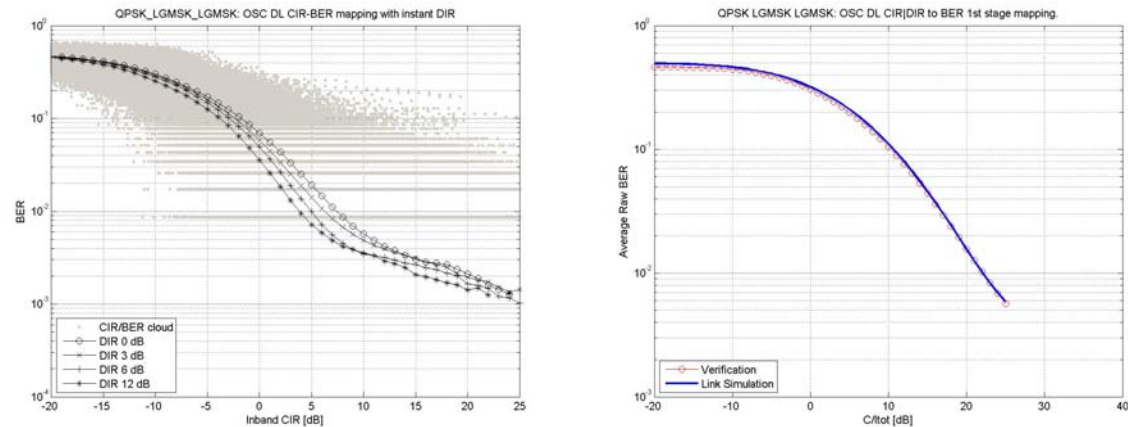 QPSK_LGMSK_LGMSK: OSC DL CIR-BER mapping with instant DIR
10^0
10^-1
10^-2
10^-3
10^-4
BER
CIR/BER cloud
DIR 0 dB
DIR 3 dB
DIR 6 dB
DIR 12 dB
-20 -15 -10 -5 0 5 10 15 20 25
Inband CIR [dB]
QPSK LGMSK LGMSK: OSC DL CIR|DIR to BER 1st stage mapping.
10^0
10^-1
10^-2
10^-3
Average Raw BER
Verification
Link Simulation
-20 -10 0 10 20 30 40
C/Itot [dB]